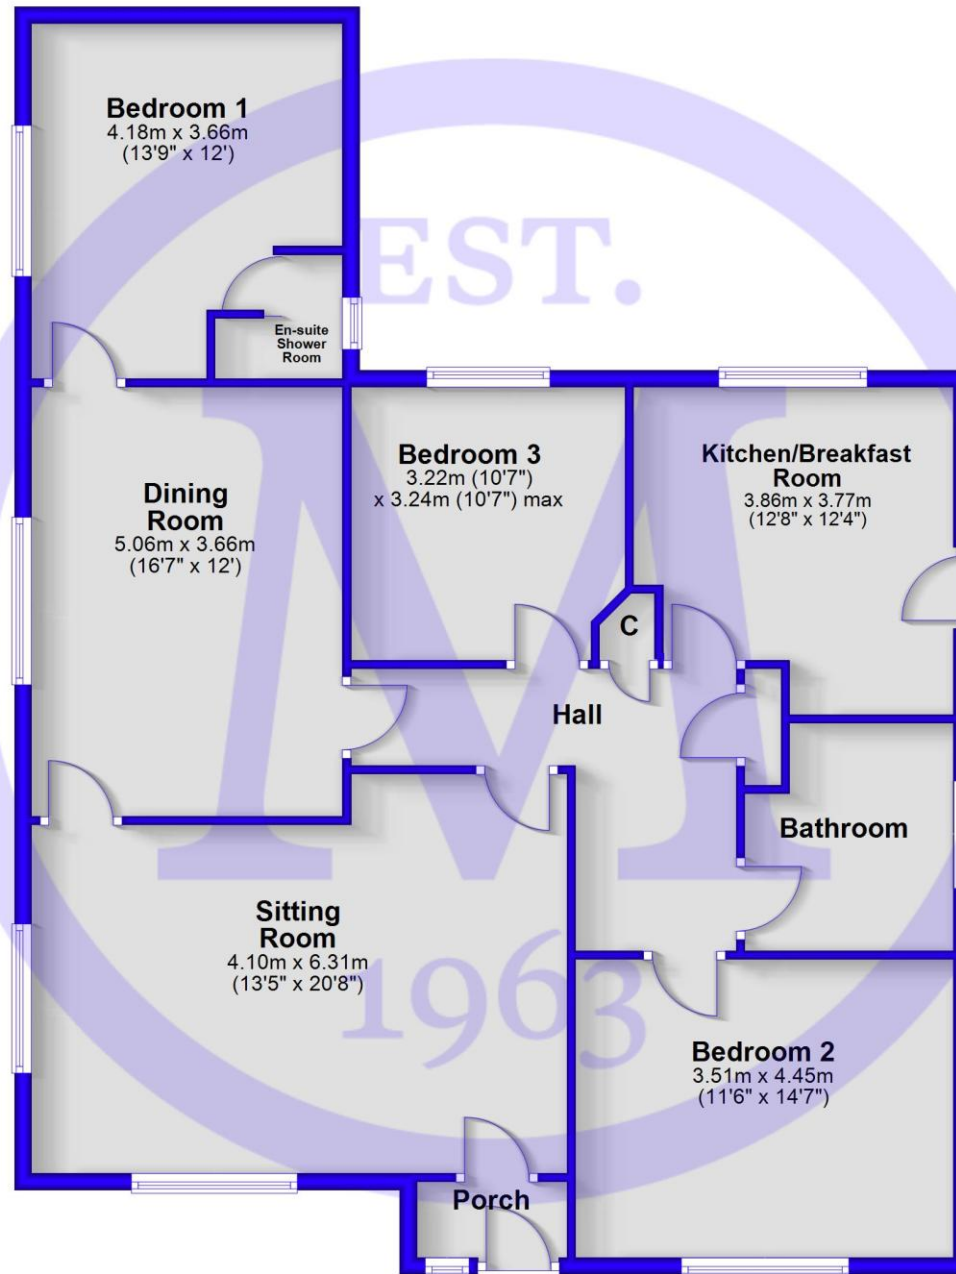 Bedroom 1
4.18m x 3.66m
(13'9" x 12')
EST.
En-suite
Shower
Room
Bedroom 3
3.22m (10'7")
x 3.24m (10'7") max
Kitchen/Breakfast
Room
3.86m x 3.77m
(12'8" x 12'4")
Dining
Room
5.06m x 3.66m
(16'7" x 12')
C
Hall
M
Bathroom
Sitting
Room
4.10m x 6.31m
(13'5" x 20'8")
1963
Bedroom 2
3.51m x 4.45m
(11'6" x 14'7")
Porch